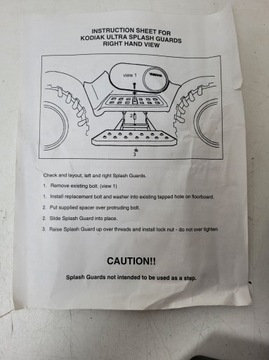 INSTRUCTION SHEET FOR
KODIAK ULTRA SPLASH GUARDS
RIGHT HAND VIEW
view 1
2
3
Check and layout, left and right Splash Guards.
1. Remove existing bolt. (view 1)
1. Install replacement bolt and washer into existing tapped hole on floorboard.
2. Put supplied spacer over protruding bolt.
2. Slide Splash Guard into place.
3. Raise Splash Guard up over threads and install lock nut - do not over tighten
CAUTION!!
Splash Guards not intended to be used as a step.